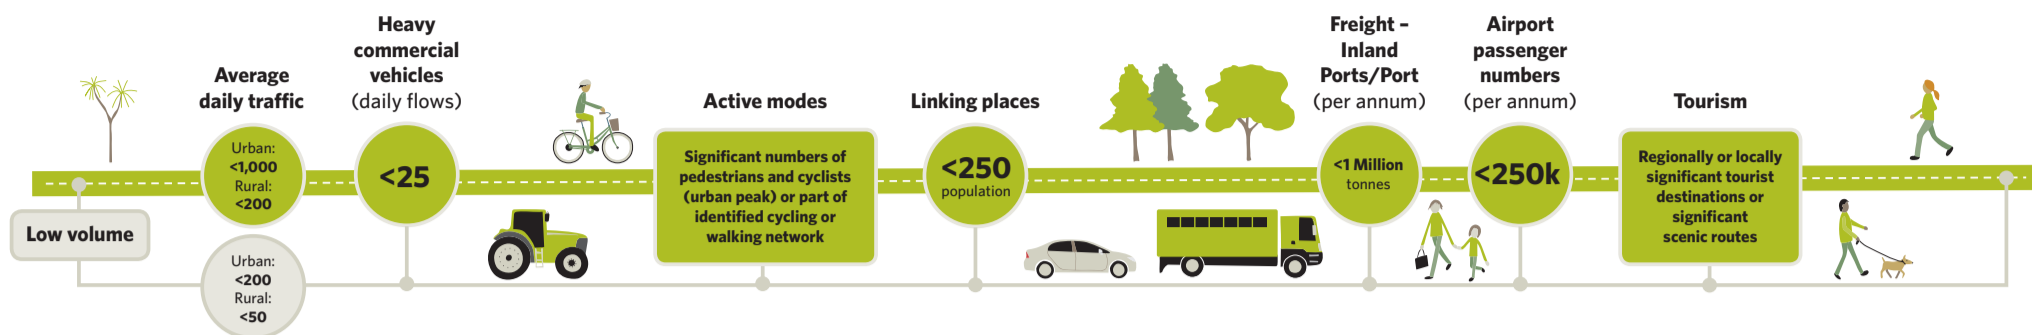 Low volume
Average
daily traffic
Urban:
<1,000
Rural:
<200
Urban:
<200
Rural:
<50
Heavy
commercial
vehicles
(daily flows)
<25
Active modes
Significant numbers of
pedestrians and cyclists
(urban peak) or part of
identified cycling or
walking network
Linking places
<250
population
Freight –
Inland
Ports/Port
(per annum)
<1 Million
tonnes
Airport
passenger
numbers
(per annum)
<250k
Tourism
Regionally or locally
significant tourist
destinations or
significant
scenic routes